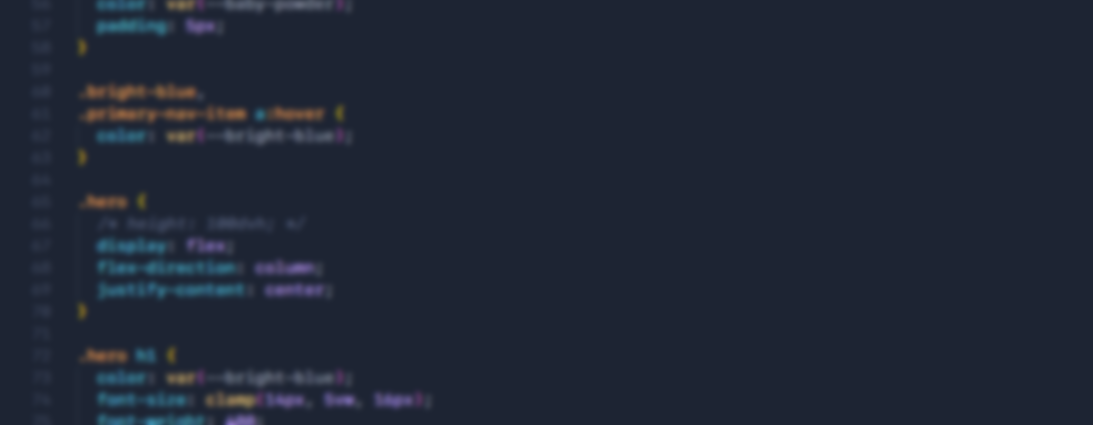 56 color: var(--baby-powder);
57 padding: 5px;
58 }
59
60 .bright-blue,
61 .primary-nav-item a:hover {
62 color: var(--bright-blue);
63 }
64
65 .hero {
66 /* height: 100dvh; */
67 display: flex;
68 flex-direction: column;
69 justify-content: center;
70 }
71
72 .hero h1 {
73 color: var(--bright-blue);
74 font-size: clamp( 5vw,
75 font-weight: